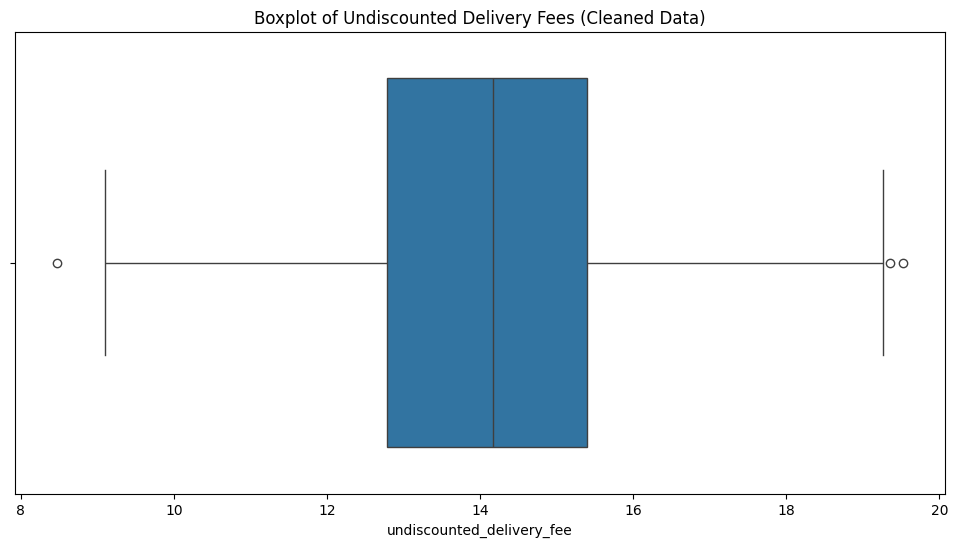 Boxplot of Undiscounted Delivery Fees (Cleaned Data)
8 10 12 14 16 18 20
undiscounted_delivery_fee